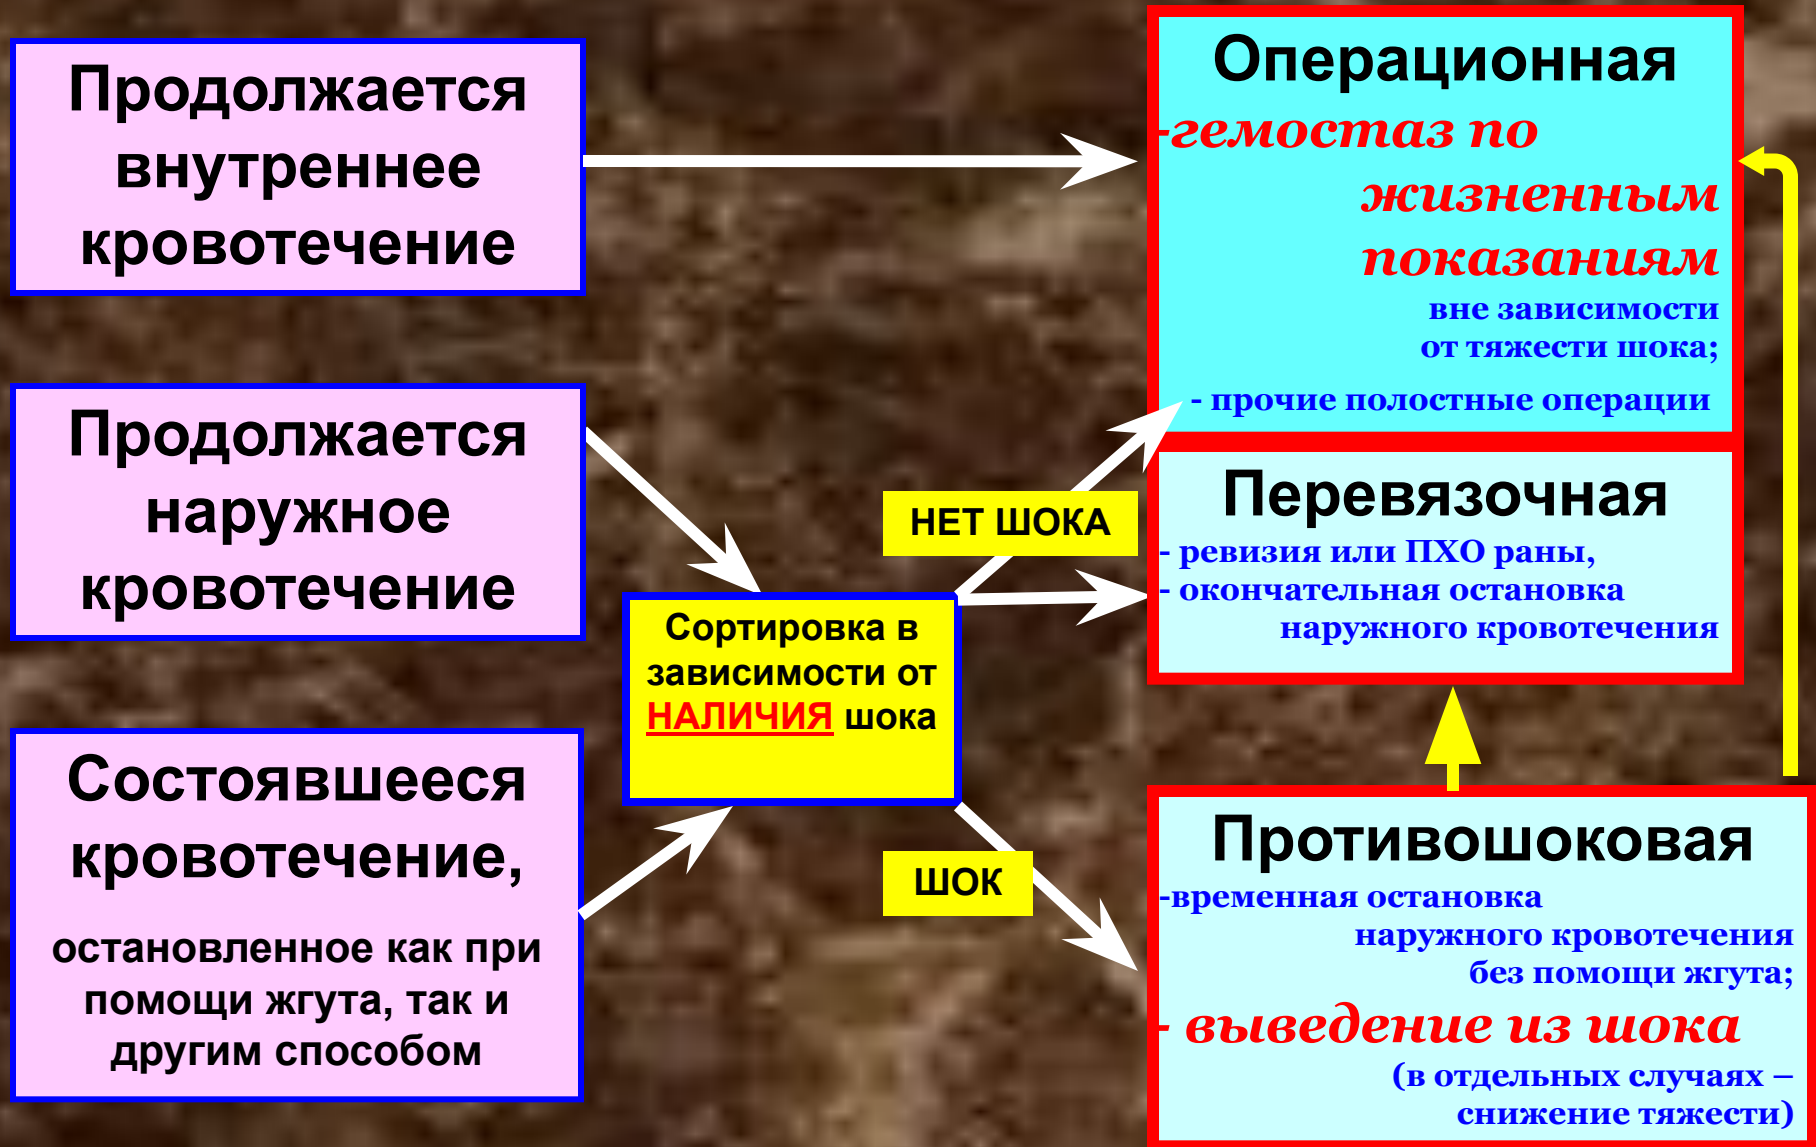 Продолжается
внутреннее
кровотечение
Продолжается
наружное
кровотечение
Состоявшееся
кровотечение,
остановленное как при
помощи жгута, так и
другим способом
Сортировка в
зависимости от
НАЛИЧИЯ шока
НЕТ ШОКА
ШОК
Операционная
-гемостаз по
жизненным
показаниям
вне зависимости
от тяжести шока;
- прочие полостные операции
Перевязочная
- ревизия или ПХО раны,
- окончательная остановка
наружного кровотечения
Противошоковая
-временная остановка
наружного кровотечения
без помощи жгута;
- выведение из шока
(в отдельных случаях –
снижение тяжести)